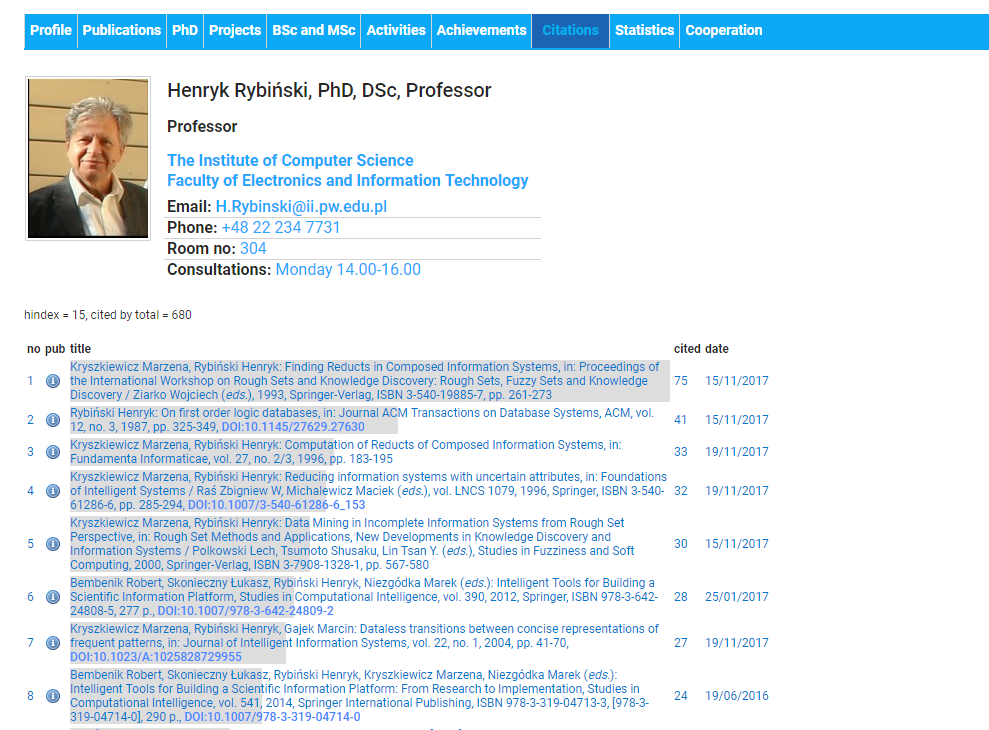 Profile Publications PhD Projects BSc and MSc Activities Achievements Citations Statistics Cooperation
Henryk Rybiński, PhD, DSc, Professor
Professor
The Institute of Computer Science
Faculty of Electronics and Information Technology
Email: H.Rybinski@ii.pw.edu.pl
Phone: +48 22 234 7731
Room no: 304
Consultations: Monday 14.00-16.00
hindex = 15, cited by total = 680
no pub title cited date
Kryszkiewicz Marzena, Rybiński Henryk: Finding Reducts in Composed Information Systems, in: Proceedings of
1 the International Workshop on Rough Sets and Knowledge Discovery: Rough Sets, Fuzzy Sets and Knowledge 75 15/11/2017
Discovery / Ziarko Wojciech (eds.), 1993, Springer-Verlag, ISBN 3-540-19885-7, pp. 261-273
2 Rybiński Henryk: On first order logic databases, in: Journal ACM Transactions on Database Systems, ACM, vol. 41 15/11/2017
12, no. 3, 1987, pp. 325-349, DOI:10.1145/27629.27630
3 Kryszkiewicz Marzena, Rybiński Henryk: Computation of Reducts of Composed Information Systems, in: 33 19/11/2017
Fundamenta Informaticae, vol. 27, no. 2/3, 1996, pp. 183-195
Kryszkiewicz Marzena, Rybiński Henryk: Reducing information systems with uncertain attributes, in: Foundations
4 of Intelligent Systems / Raś Zbigniew W, Michalewicz Maciek (eds.), vol. LNCS 1079, 1996, Springer, ISBN 3-540- 32 19/11/2017
61286-6, pp. 285-294, DOI:10.1007/3-540-61286-6_153
Kryszkiewicz Marzena, Rybiński Henryk: Data Mining in Incomplete Information Systems from Rough Set
Perspective, in: Rough Set Methods and Applications, New Developments in Knowledge Discovery and
5 Information Systems / Polkowski Lech, Tsumoto Shusaku, Lin Tsan Y. (eds.), Studies in Fuzziness and Soft 30 15/11/2017
Computing, 2000, Springer-Verlag, ISBN 3-7908-1328-1, pp. 567-580
Bembenik Robert, Skonieczny Łukasz, Rybiński Henryk, Niezgódka Marek (eds.): Intelligent Tools for Building a
6 Scientific Information Platform, Studies in Computational Intelligence, vol. 390, 2012, Springer, ISBN 978-3-642- 28 25/01/2017
24808-5, 277 p., DOI:10.1007/978-3-642-24809-2
Kryszkiewicz Marzena, Rybiński Henryk, Gajek Marcin: Dataless transitions between concise representations of
7 frequent patterns, in: Journal of Intelligent Information Systems, vol. 22, no. 1, 2004, pp. 41-70, 27 19/11/2017
DOI:10.1023/A:1025828729955
Bembenik Robert, Skonieczny Łukasz, Rybiński Henryk, Kryszkiewicz Marzena, Niezgódka Marek (eds.):
Intelligent Tools for Building a Scientific Information Platform: From Research to Implementation, Studies in
8 Computational Intelligence, vol. 541, 2014, Springer International Publishing, ISBN 978-3-319-04713-3, [978-3- 24 19/06/2016
319-04714-0], 290 p., DOI:10.1007/978-3-319-04714-0